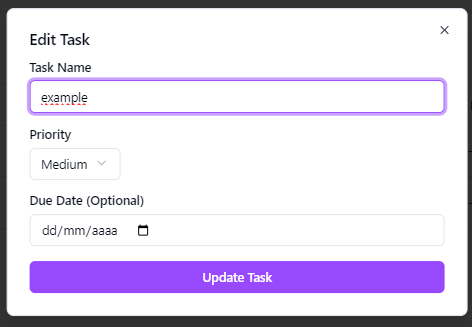 Edit Task
Task Name
example
Priority
Medium
Due Date (Optional)
dd/mm/aaaa
Update Task